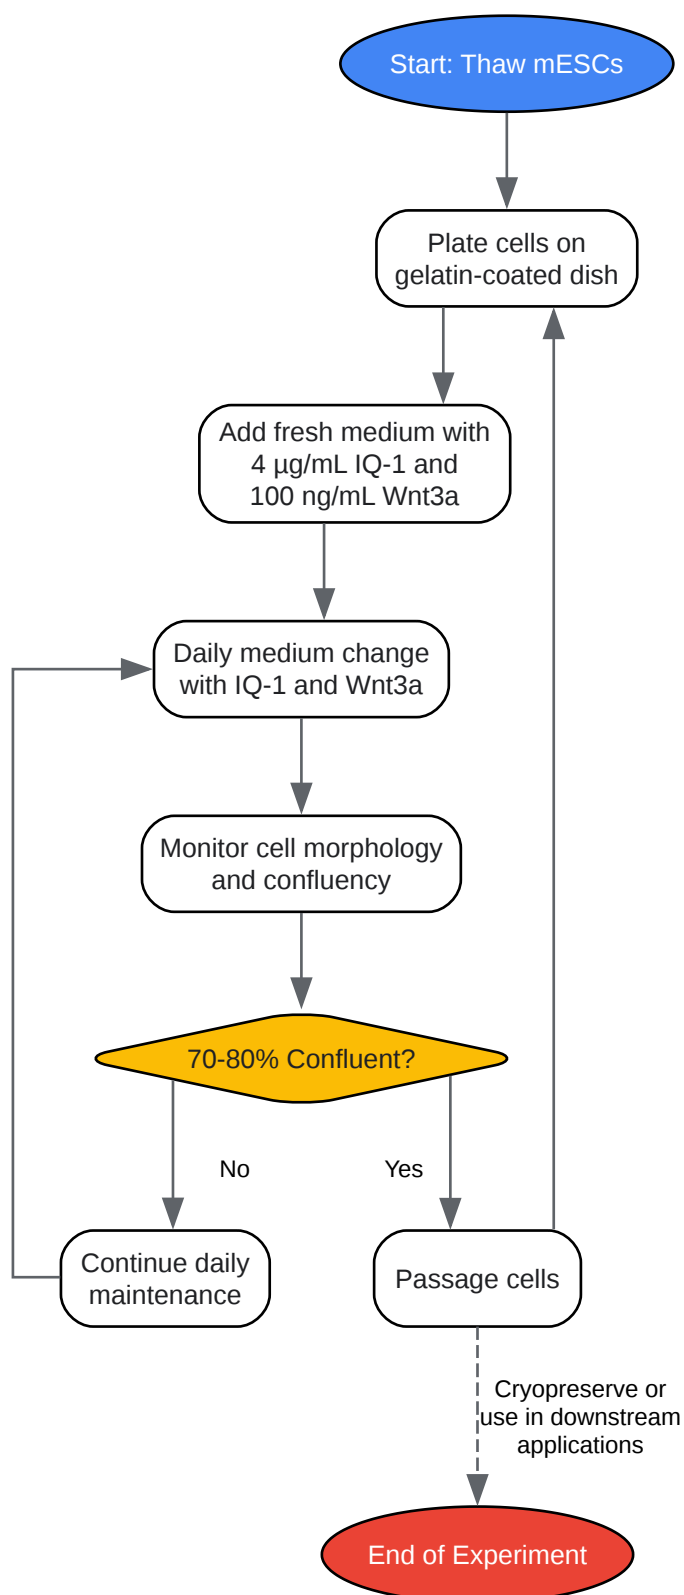 Start: Thaw mESCs
Plate cells on
gelatin-coated dish
Add fresh medium with
4 µg/mL IQ-1 and
100 ng/mL Wnt3a
Daily medium change
with IQ-1 and Wnt3a
Monitor cell morphology
and confluency
70-80% Confluent?
No
Yes
Continue daily
maintenance
Passage cells
Cryopreserve or
use in downstream
applications
End of Experiment